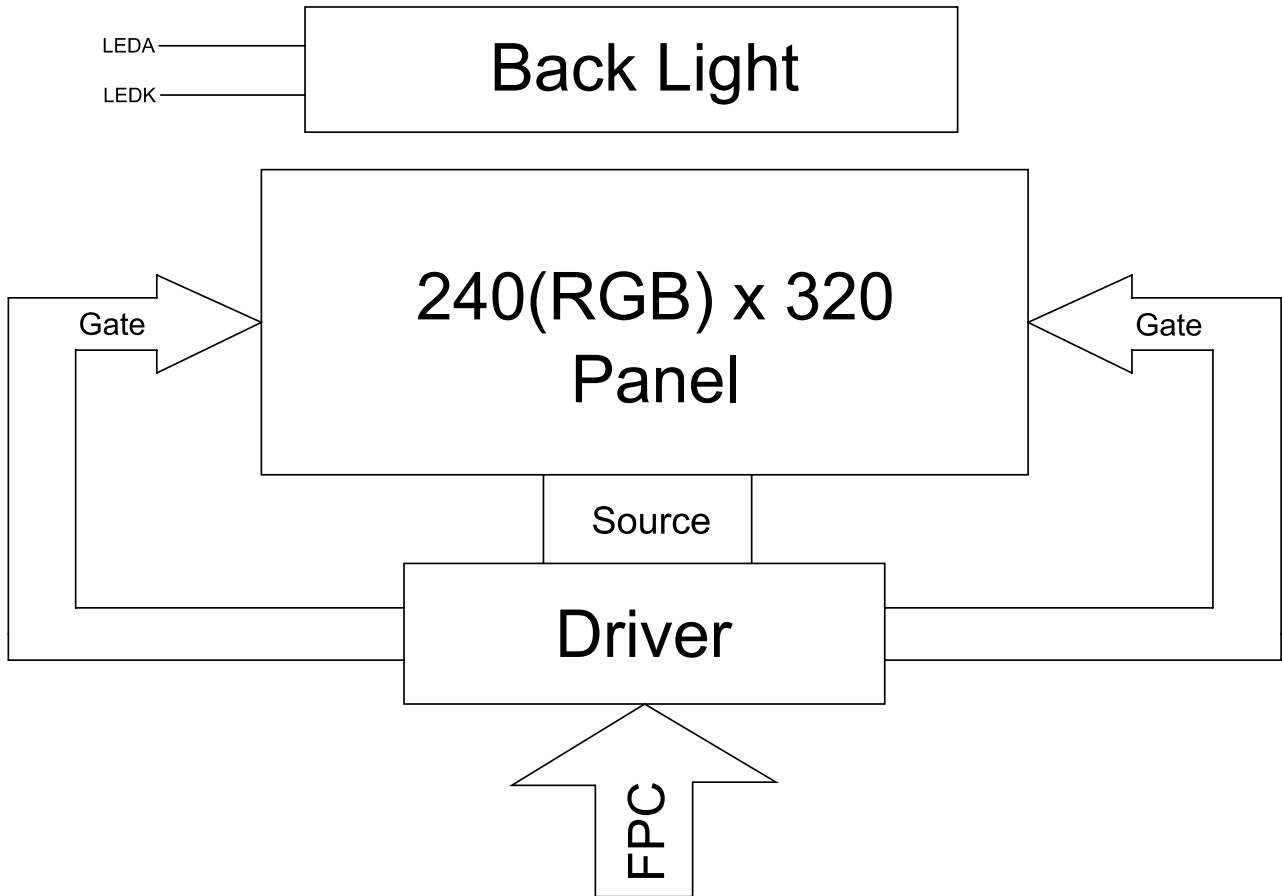 LEDA
Back Light
LEDK
240(RGB) x 320
Panel
Gate
Gate
Source
Driver
FPC